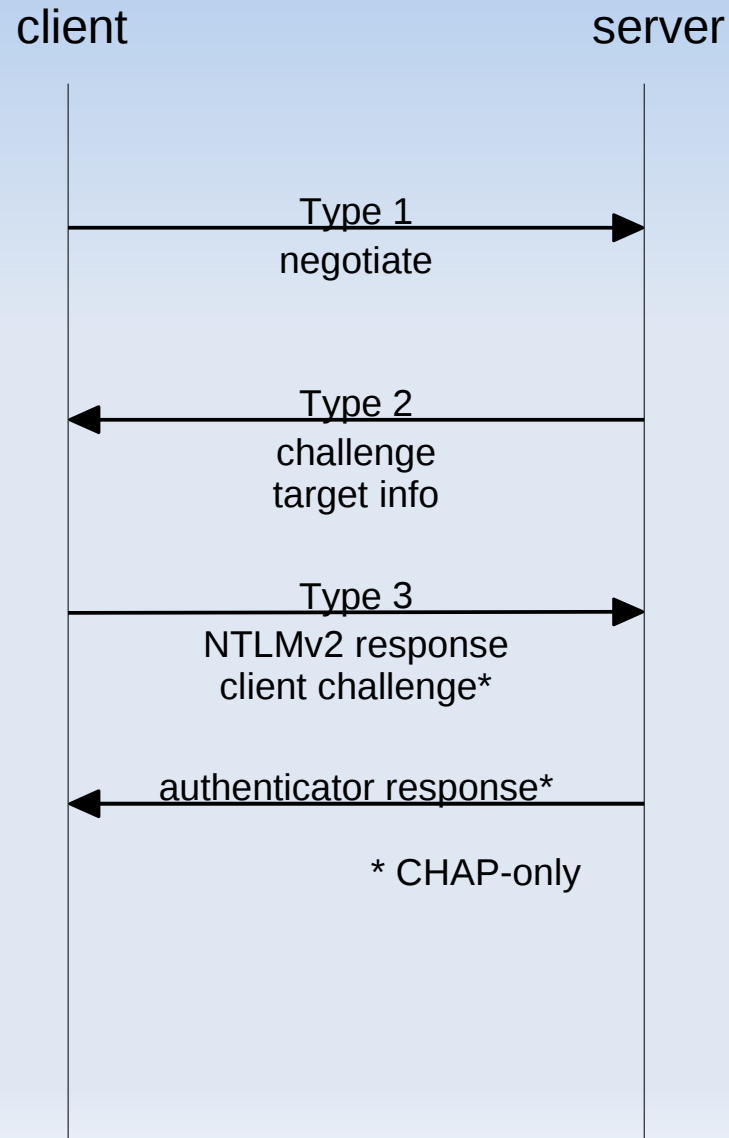 client
server
Type 1
negotiate
Type 2
challenge
target info
Type 3
NTLMv2 response
client challenge*
authenticator response*
* CHAP-only